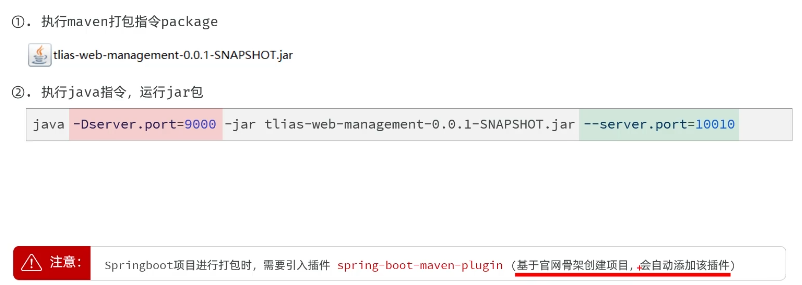 ①. 执行maven打包指令package
tlias-web-management-0.0.1-SNAPSHOT.jar
②. 执行java指令，运行jar包
java -Dserver.port=9000 -jar tlias-web-management-0.0.1-SNAPSHOT.jar --server.port=10010
注意： Springboot项目进行打包时，需要引入插件 spring-boot-maven-plugin (基于官网骨架创建项目，会自动添加该插件)